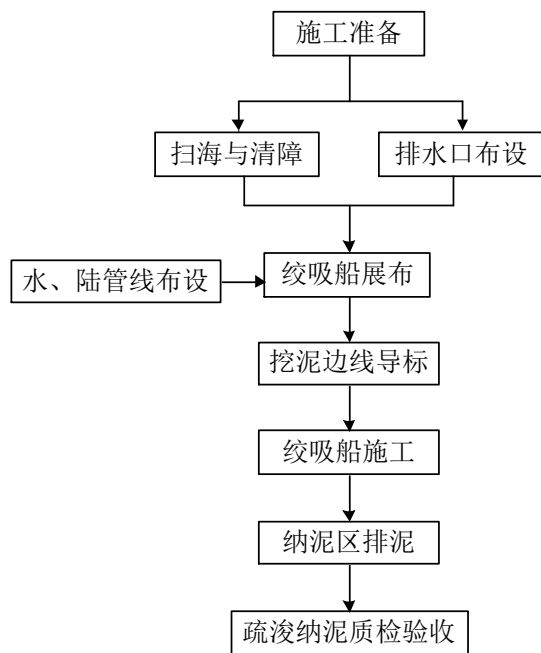 施工准备
扫海与清障
排水口布设
水、陆管线布设
绞吸船展布
挖泥边线导标
绞吸船施工
纳泥区排泥
疏浚纳泥质检验收